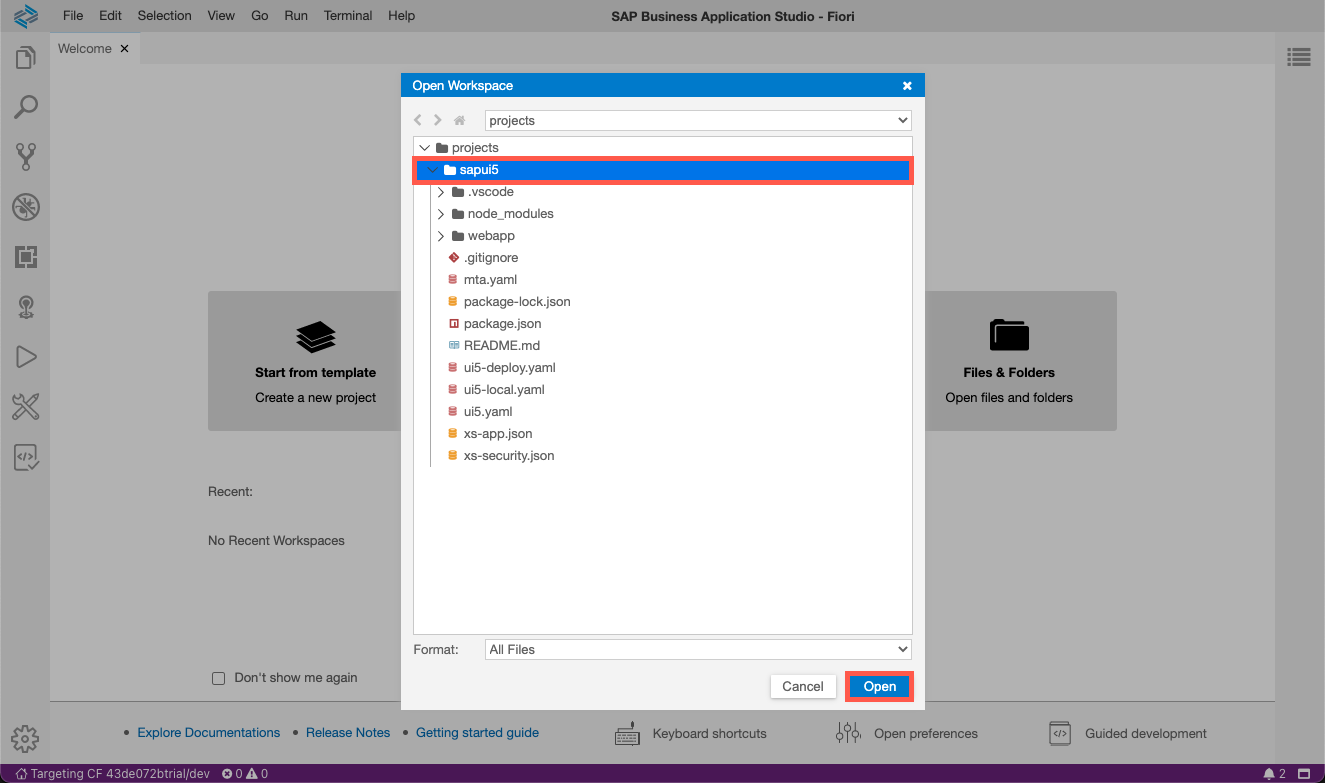 File Edit Selection View Go Run Terminal Help SAP Business Application Studio - Fiori
Welcome
Open Workspace
projects
projects
sapui5
.vscode
node_modules
webapp
.gitignore
mta.yaml
package-lock.json
package.json
README.md
ui5-deploy.yaml
ui5-local.yaml
ui5.yaml
xs-app.json
xs-security.json
Format: All Files
Cancel Open
Start from template
Create a new project
Files & Folders
Open files and folders
Recent:
No Recent Workspaces
Don't show me again
• Explore Documentations • Release Notes • Getting started guide Keyboard shortcuts Open preferences Guided development
Targeting CF 43de072btrial/dev 0 0 2